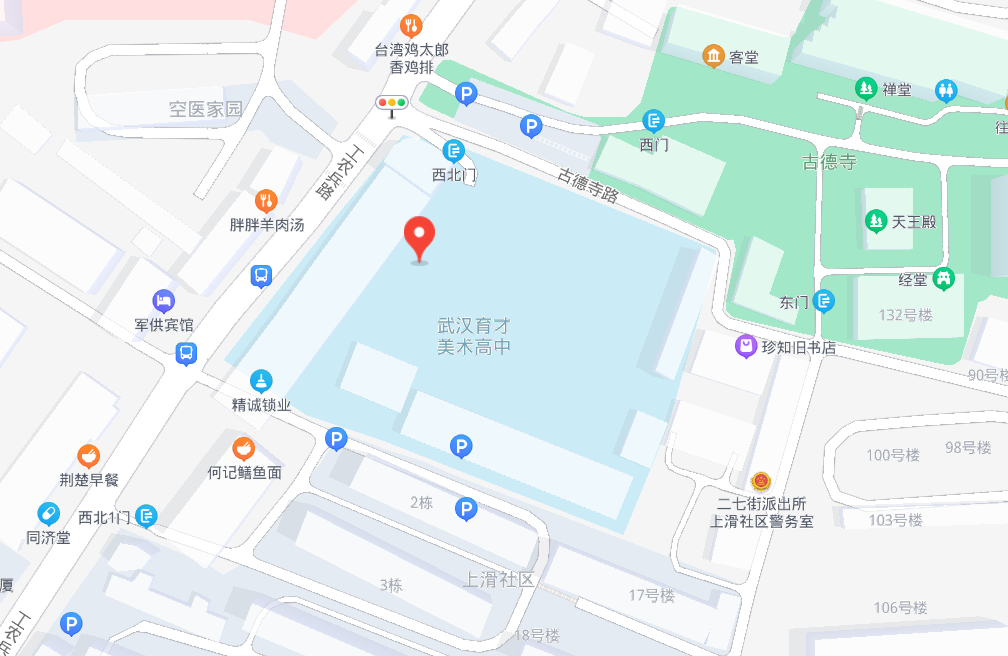 台湾鸡太郎
香鸡排
客堂
禅堂
往
空医家园
西门
工农兵路
西北门
古德寺路
古德寺
胖胖羊肉汤
天王殿
经堂
东门
132号楼
军供宾馆
武汉育才
美术高中
珍知旧书店
90号楼
精诚锁业
荆楚早餐
何记鳝鱼面
100号楼
98号楼
2栋
二七街派出所
上滑社区警务室
西北1门
同济堂
103号楼
厦
3栋
上滑社区
17号楼
106号楼
18号楼
工农兵
P
P
P
P
P
P